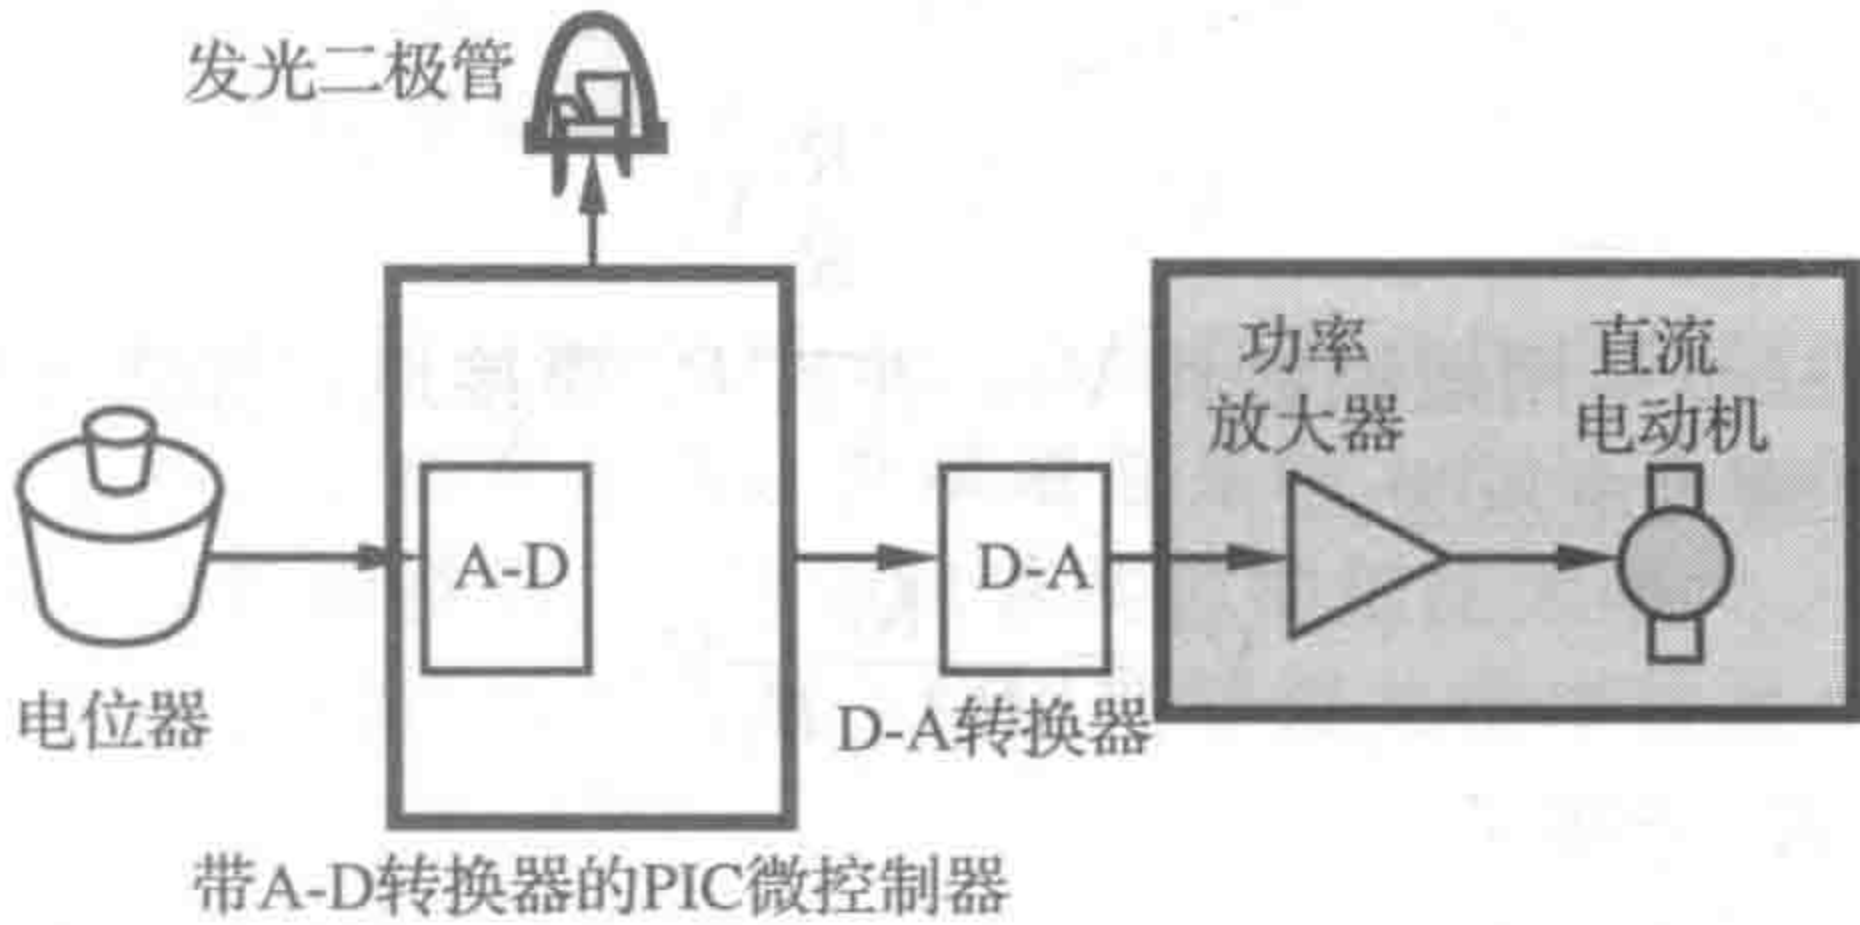 发光二极管
功率
放大器
直流
电动机
A-D
D-A
电位器
D-A转换器
带A-D转换器的PIC微控制器